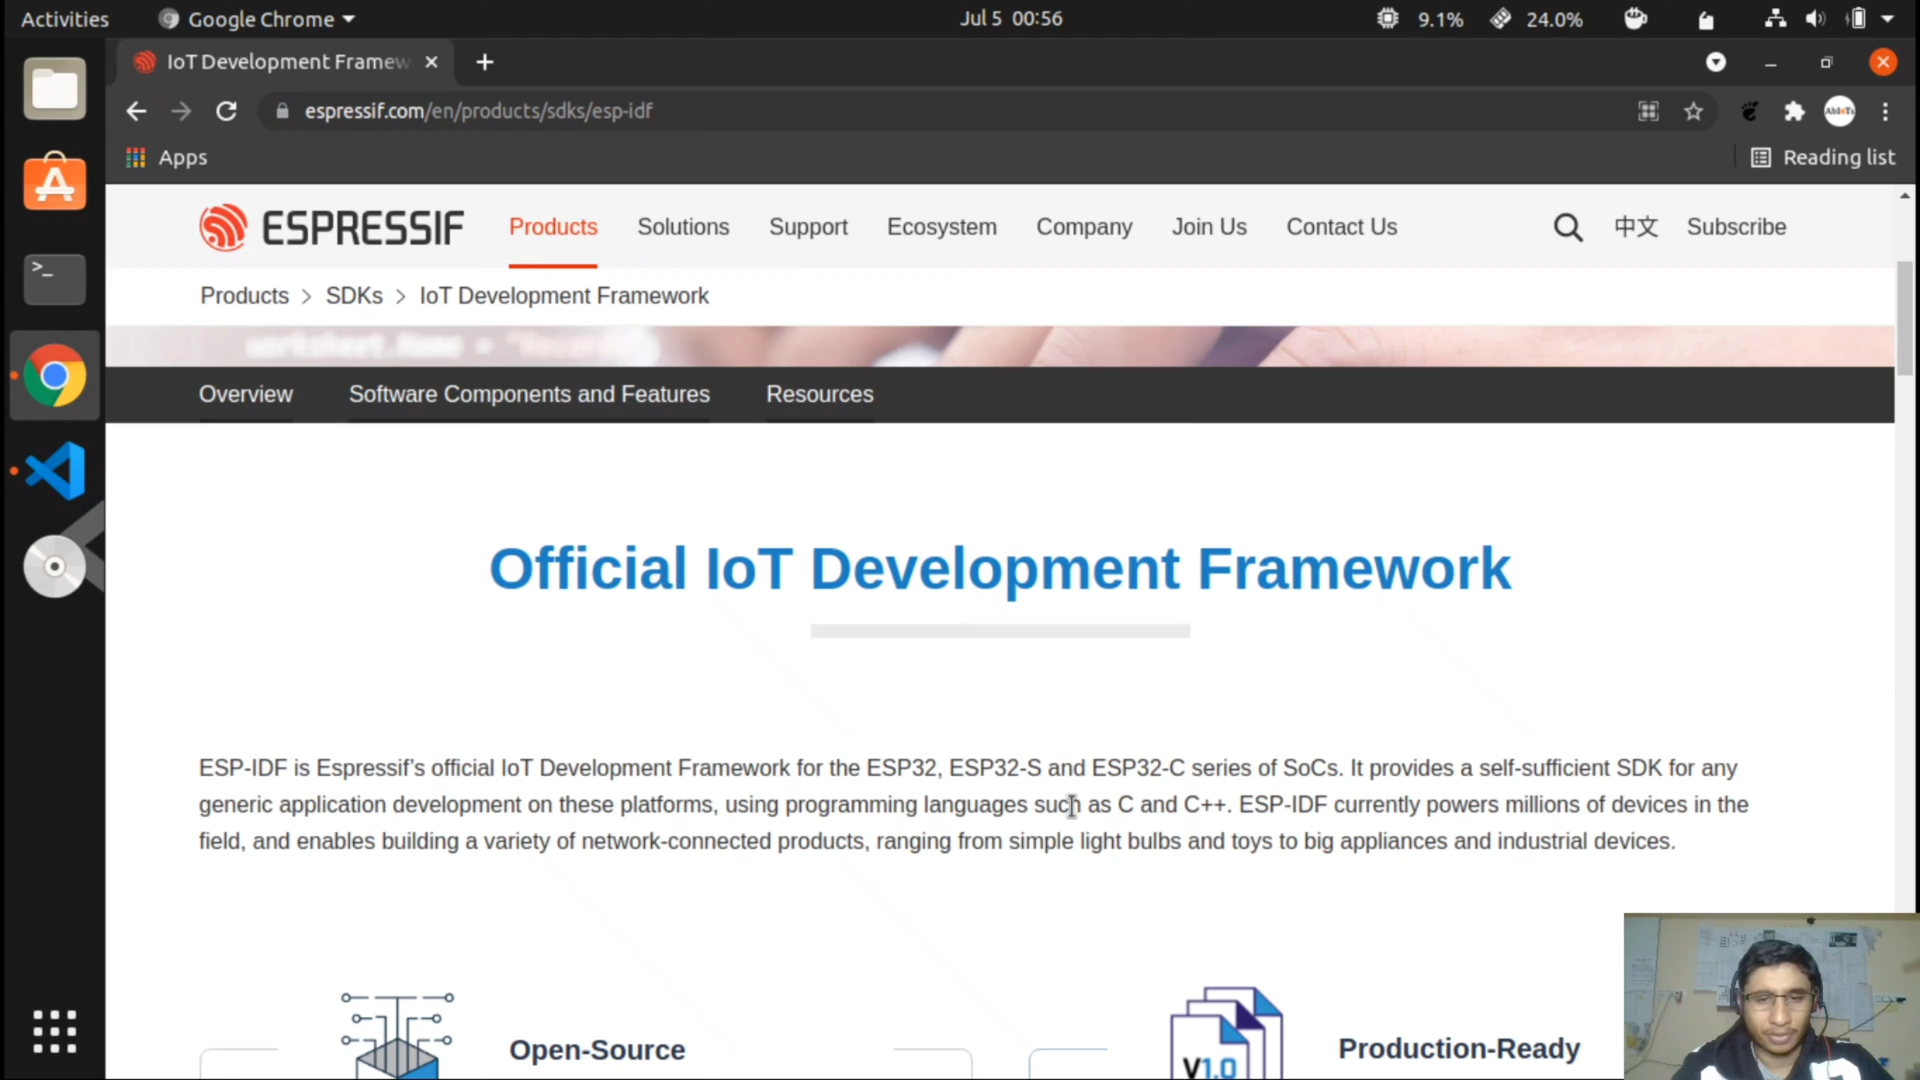 Activities Google Chrome Jul 5 00:56 9.1% 24.0%
IoT Development Framew
espressif.com/en/products/sdks/esp-idf
Apps Reading list
ESPRESSIF Products Solutions Support Ecosystem Company Join Us Contact Us 中文 Subscribe
Products > SDKs > IoT Development Framework
Overview Software Components and Features Resources
Official IoT Development Framework
ESP-IDF is Espressif's official IoT Development Framework for the ESP32, ESP32-S and ESP32-C series of SoCs. It provides a self-sufficient SDK for any
generic application development on these platforms, using programming languages such as C and C++. ESP-IDF currently powers millions of devices in the
field, and enables building a variety of network-connected products, ranging from simple light bulbs and toys to big appliances and industrial devices.
Open-Source
V1.0 Production-Ready